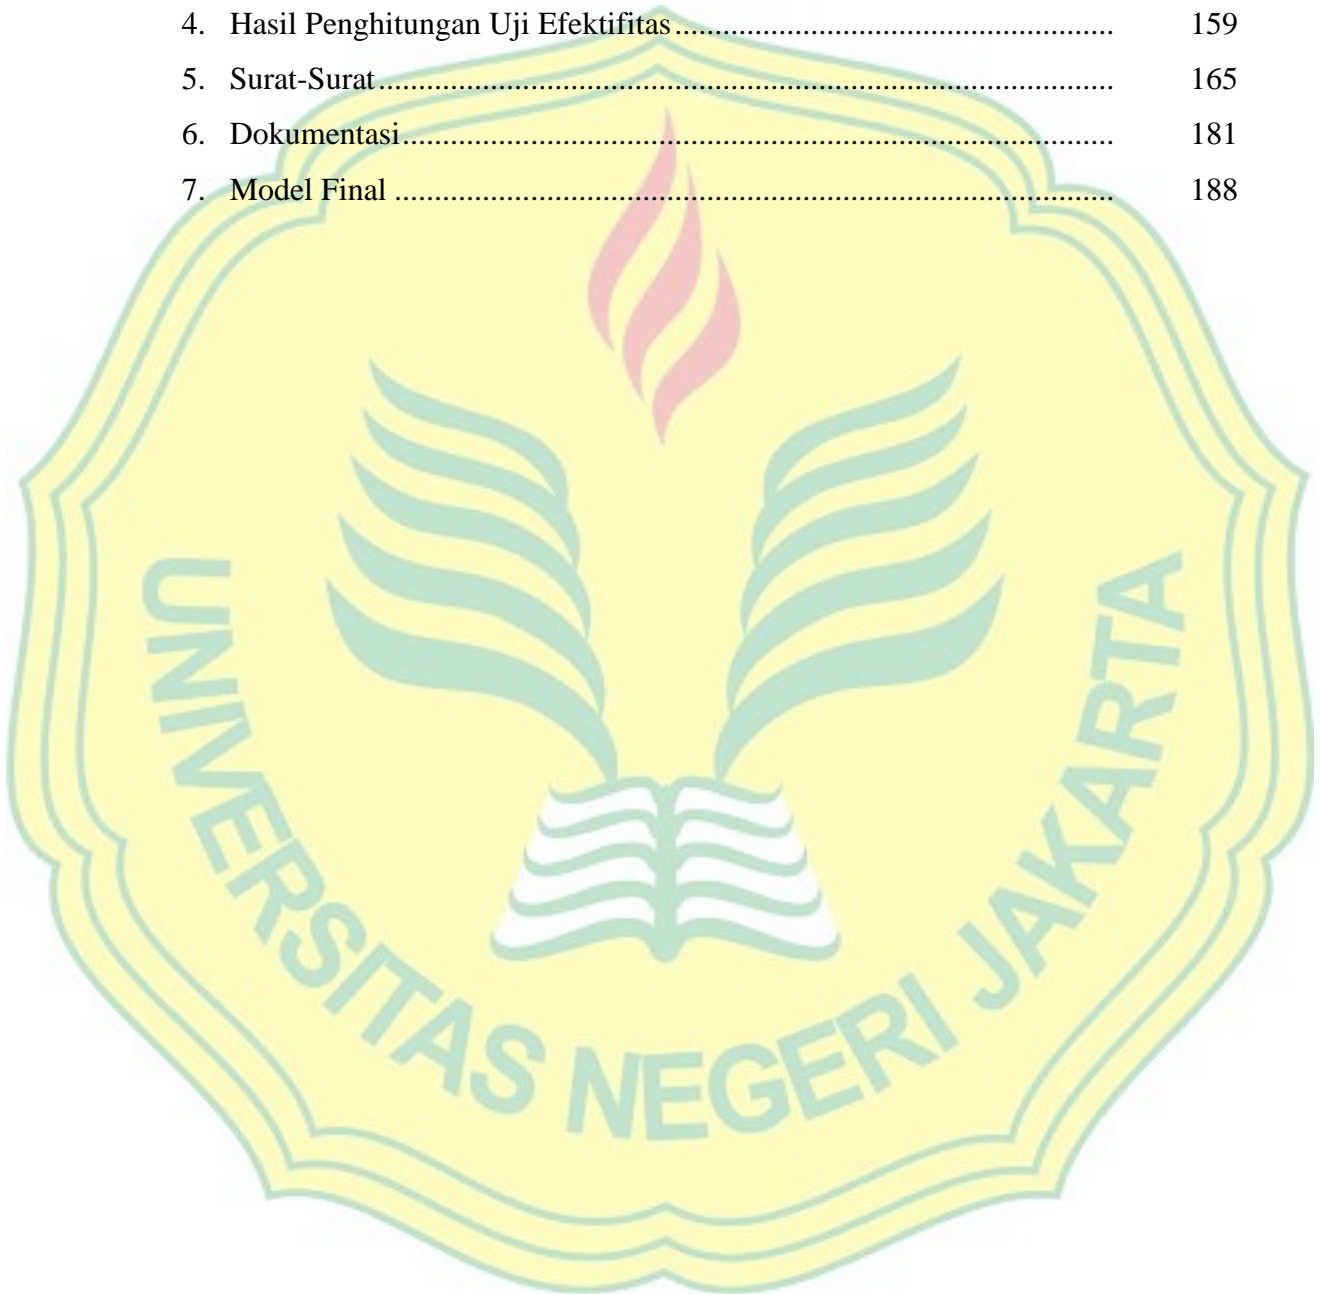 4. Hasil Penghitungan Uji Efektifitas........................................................ 159
5. Surat-Surat............................................................................................. 165
6. Dokumentasi.......................................................................................... 181
7. Model Final ........................................................................................... 188
UNIVERSITAS NEGERI JAKARTA